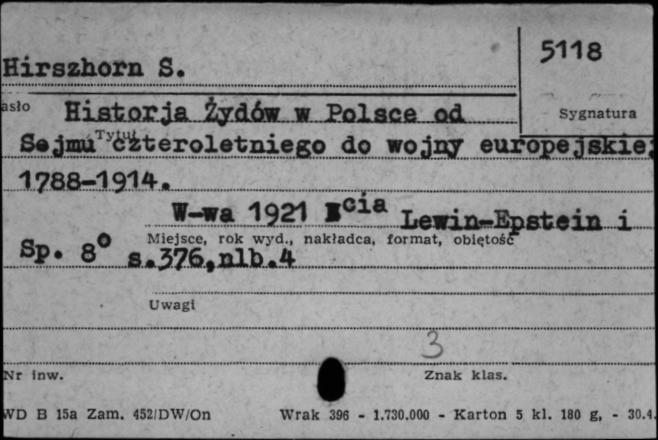 5118
Hirszhorn S.
asło Historja Żydów w Polsce od
Sygnatura
Tytuł
Sejmu czteroletniego do wojny europejskiej
1788-1914.
W-wa 1921 Bcia Lewin-Epstein i
Miejsce, rok wyd., nakładca, format, obiętość
Sp. 8° s.376,nlb.4
Uwagi
3
Nr inw. Znak klas.
WD B 15a Zam. 452/DW/On Wrak 396 - 1.730.000 - Karton 5 kl. 180 g, - 30.4.